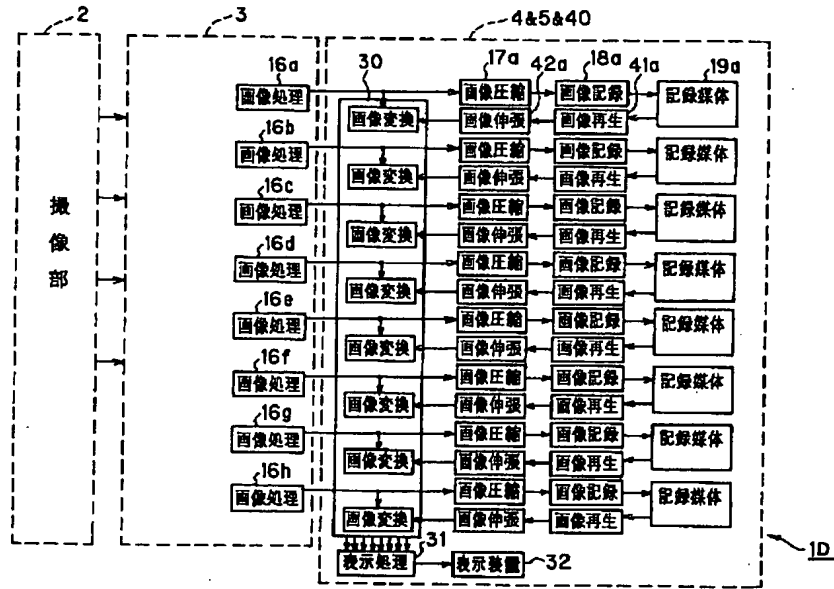 2
3
4&5&40
16a
30
17a
42a
18a
41a
19a
画像処理
画像圧縮
画像記録
記録媒体
画像変換
画像伸張
画像再生
16b
画像処理
画像圧縮
画像記録
記録媒体
画像変換
画像伸張
画像再生
16c
画像処理
画像圧縮
画像記録
記録媒体
画像変換
画像伸張
画像再生
撮像部
16d
画像処理
画像圧縮
画像記録
記録媒体
画像変換
画像伸張
画像再生
16e
画像処理
画像圧縮
画像記録
記録媒体
画像変換
画像伸張
画像再生
16f
画像処理
画像圧縮
画像記録
記録媒体
画像変換
画像伸張
画像再生
16g
画像処理
画像圧縮
画像記録
記録媒体
画像変換
画像伸張
画像再生
16h
画像処理
画像圧縮
画像記録
記録媒体
画像変換
画像伸張
画像再生
31
表示処理
表示装置
32
1D